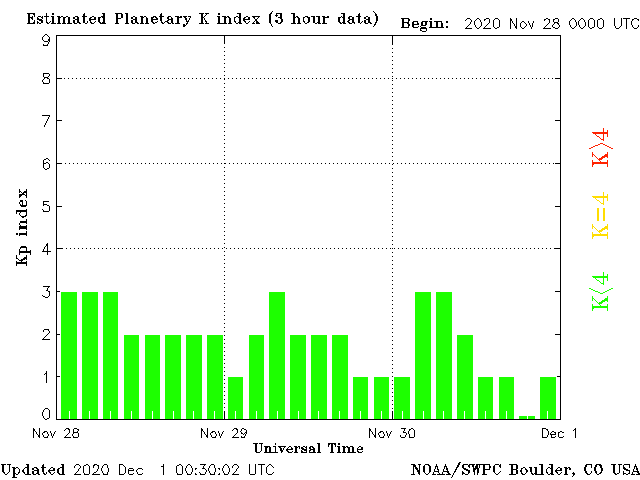 Estimated Planetary K index (3 hour data) Begin: 2020 Nov 28 0000 UTC
9
8
7
6
5
4
3
2
1
0
Kp index
K>4
K=4
K<4
Nov 28 Nov 29 Nov 30 Dec 1
Universal Time
Updated 2020 Dec 1 00:30:02 UTC NOAA/SWPC Boulder, CO USA